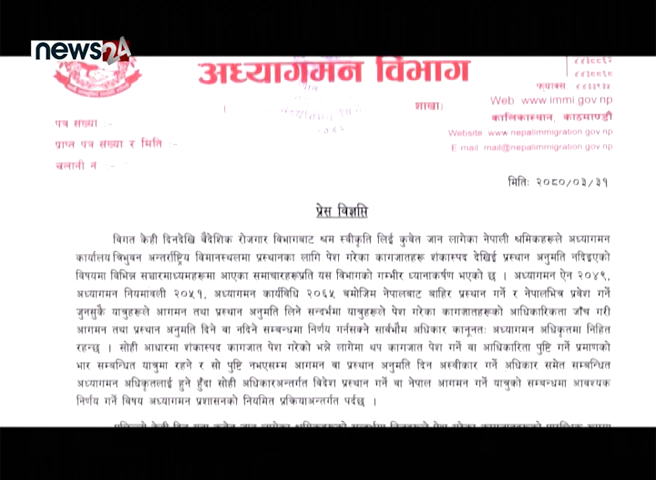 news24
अध्यागमन विभाग
४४२९६५९
शाखा
फ्याक्स ४४३३९३५
Web www.immi.gov.np
कालिकास्थान, काठमाण्डौ
Website www.nepalimmigration.gov.np
E-mail mail@nepalimmigration.gov.np
पत्र संख्या :-
प्राप्त पत्र संख्या र मिति :-
चलानी नं :-
मितिः २०८०/०३/३१
प्रेस विज्ञप्ति
विगत केही दिनदेखि वैदेशिक रोजगार विभागबाट श्रम स्वीकृति लिई कुवेत जान लागेका नेपाली श्रमिकहरूले अध्यागमन
कार्यालय त्रिभुवन अन्तर्राष्ट्रिय विमानस्थलमा प्रस्थानका लागि पेश गरेका कागजातहरू शंकास्पद देखिई प्रस्थान अनुमति नदिइएको
विषयमा विभिन्न सञ्चारमाध्यमहरूमा आएका समाचारहरूप्रति यस विभागको गम्भीर ध्यानाकर्षण भएको छ । अध्यागमन ऐन २०४९,
अध्यागमन नियमावली २०५१, अध्यागमन कार्यविधि २०६५ बमोजिम नेपालबाट बाहिर प्रस्थान गर्ने र नेपालभित्र प्रवेश गर्ने
जुनसुकै यात्रुहरूले आगमन तथा प्रस्थान अनुमति लिने सन्दर्भमा यात्रुहरूले पेश गरेका कागजातहरूको आधिकारिकता जाँच गरी
आगमन तथा प्रस्थान अनुमति दिने वा नदिने सम्बन्धमा निर्णय गर्नसक्ने सार्वभौम अधिकार कानूनतः अध्यागमन अधिकृतमा निहित
रहन्छ । सोही आधारमा शंकास्पद कागजात पेश गरेको भन्ने लागेमा थप कागजात पेश गर्ने वा आधिकारिता पुष्टि गर्ने प्रमाणको
भार सम्बन्धित यात्रुमा रहने र सो पुष्टि नभएसम्म आगमन वा प्रस्थान अनुमति दिन अस्वीकार गर्ने अधिकार समेत सम्बन्धित
अध्यागमन अधिकृतलाई हुने हुँदा सोही अधिकारअन्तर्गत विदेश प्रस्थान गर्ने वा नेपाल आगमन गर्ने यात्रुको सम्बन्धमा आवश्यक
निर्णय गर्ने विषय अध्यागमन प्रशासनको नियमित प्रक्रियाअन्तर्गत पर्दछ ।